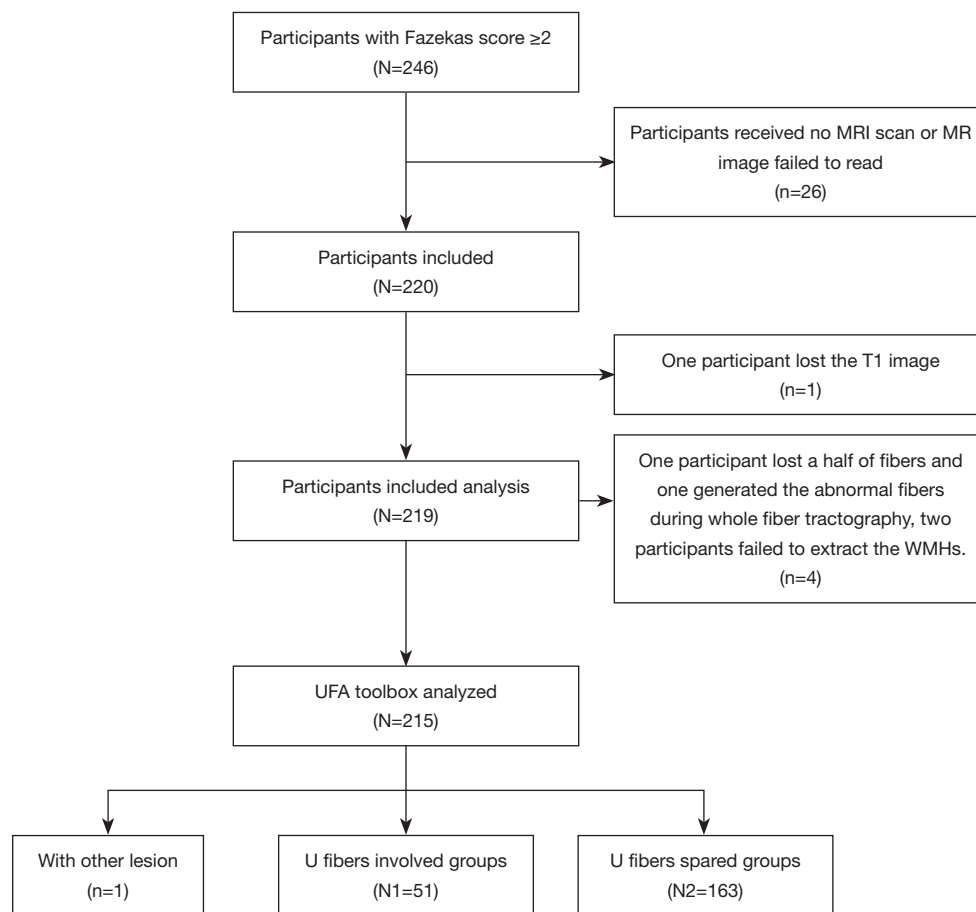 Participants with Fazekas score ≥2
(N=246)
Participants received no MRI scan or MR
image failed to read
(n=26)
Participants included
(N=220)
One participant lost the T1 image
(n=1)
Participants included analysis
(N=219)
One participant lost a half of fibers and
one generated the abnormal fibers
during whole fiber tractography, two
participants failed to extract the WMHs.
(n=4)
UFA toolbox analyzed
(N=215)
With other lesion
(n=1)
U fibers involved groups
(N1=51)
U fibers spared groups
(N2=163)